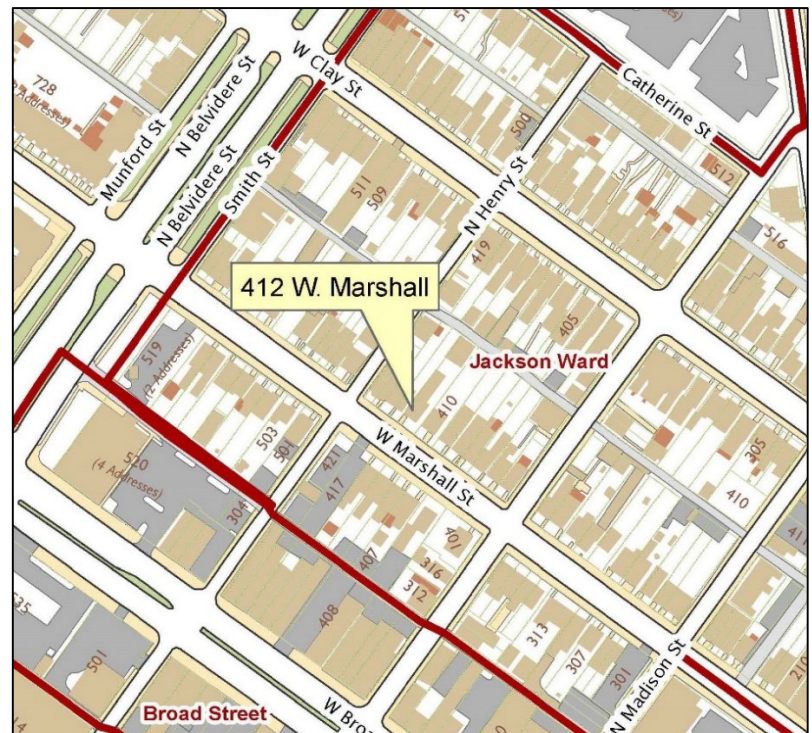 728
Addresses)
Munford St
N Belvidere St
N Belvidere St
Smith St
W Clay St
Catherine St
500
512
N Henry St
511
509
516
419
405
412 W. Marshall
Jackson Ward
410
519
(2 Addresses)
503
501
W Marshall St
421
417
520
(4 Addresses)
304
407
316
312
408
305
410
313
307
301
N Madison St
501
Broad Street
W Broa